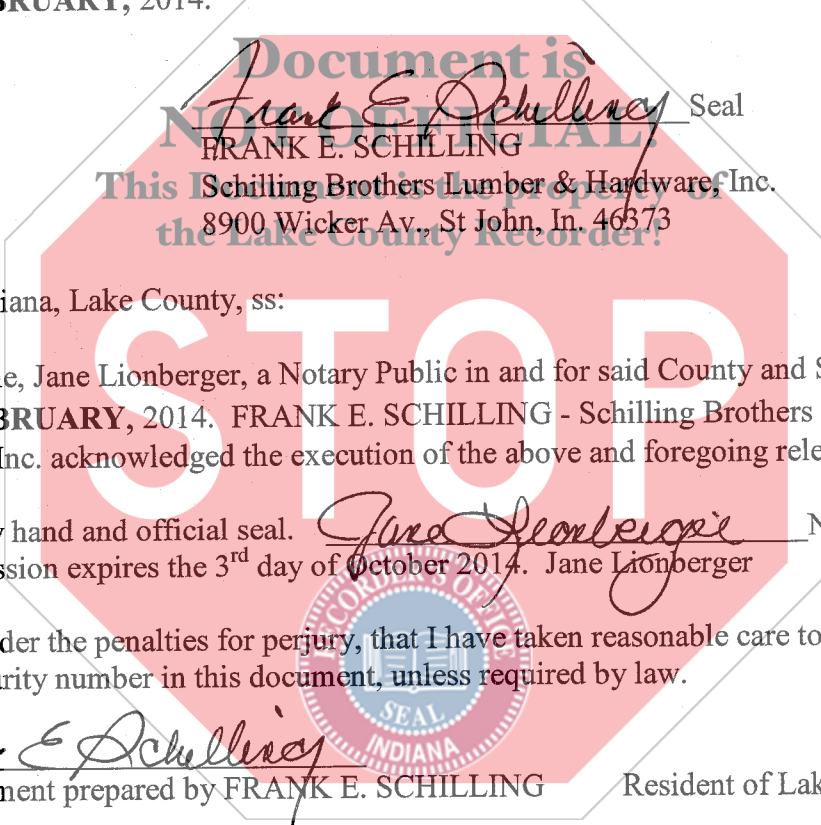 BRUARY, 2014.
Document is
Frank E. Schilling Seal
NOT OFFICIAL!
FRANK E. SCHILLING
This Document is the property of
Schilling Brothers Lumber & Hardware, Inc.
8900 Wicker Av., St John, In. 46373
the Lake County Recorder!
iana, Lake County, ss:
STOP
e, Jane Lionberger, a Notary Public in and for said County and S
BRUARY, 2014. FRANK E. SCHILLING - Schilling Brothers
Inc. acknowledged the execution of the above and foregoing rele
y hand and official seal. Jane Lionberger N
ssion expires the 3rd day of October 2014. Jane Lionberger
RECORDER'S OFFICE
der the penalties for perjury, that I have taken reasonable care to
rity number in this document, unless required by law.
SEAL
INDIANA
E Schilling
ment prepared by FRANK E. SCHILLING Resident of Lak